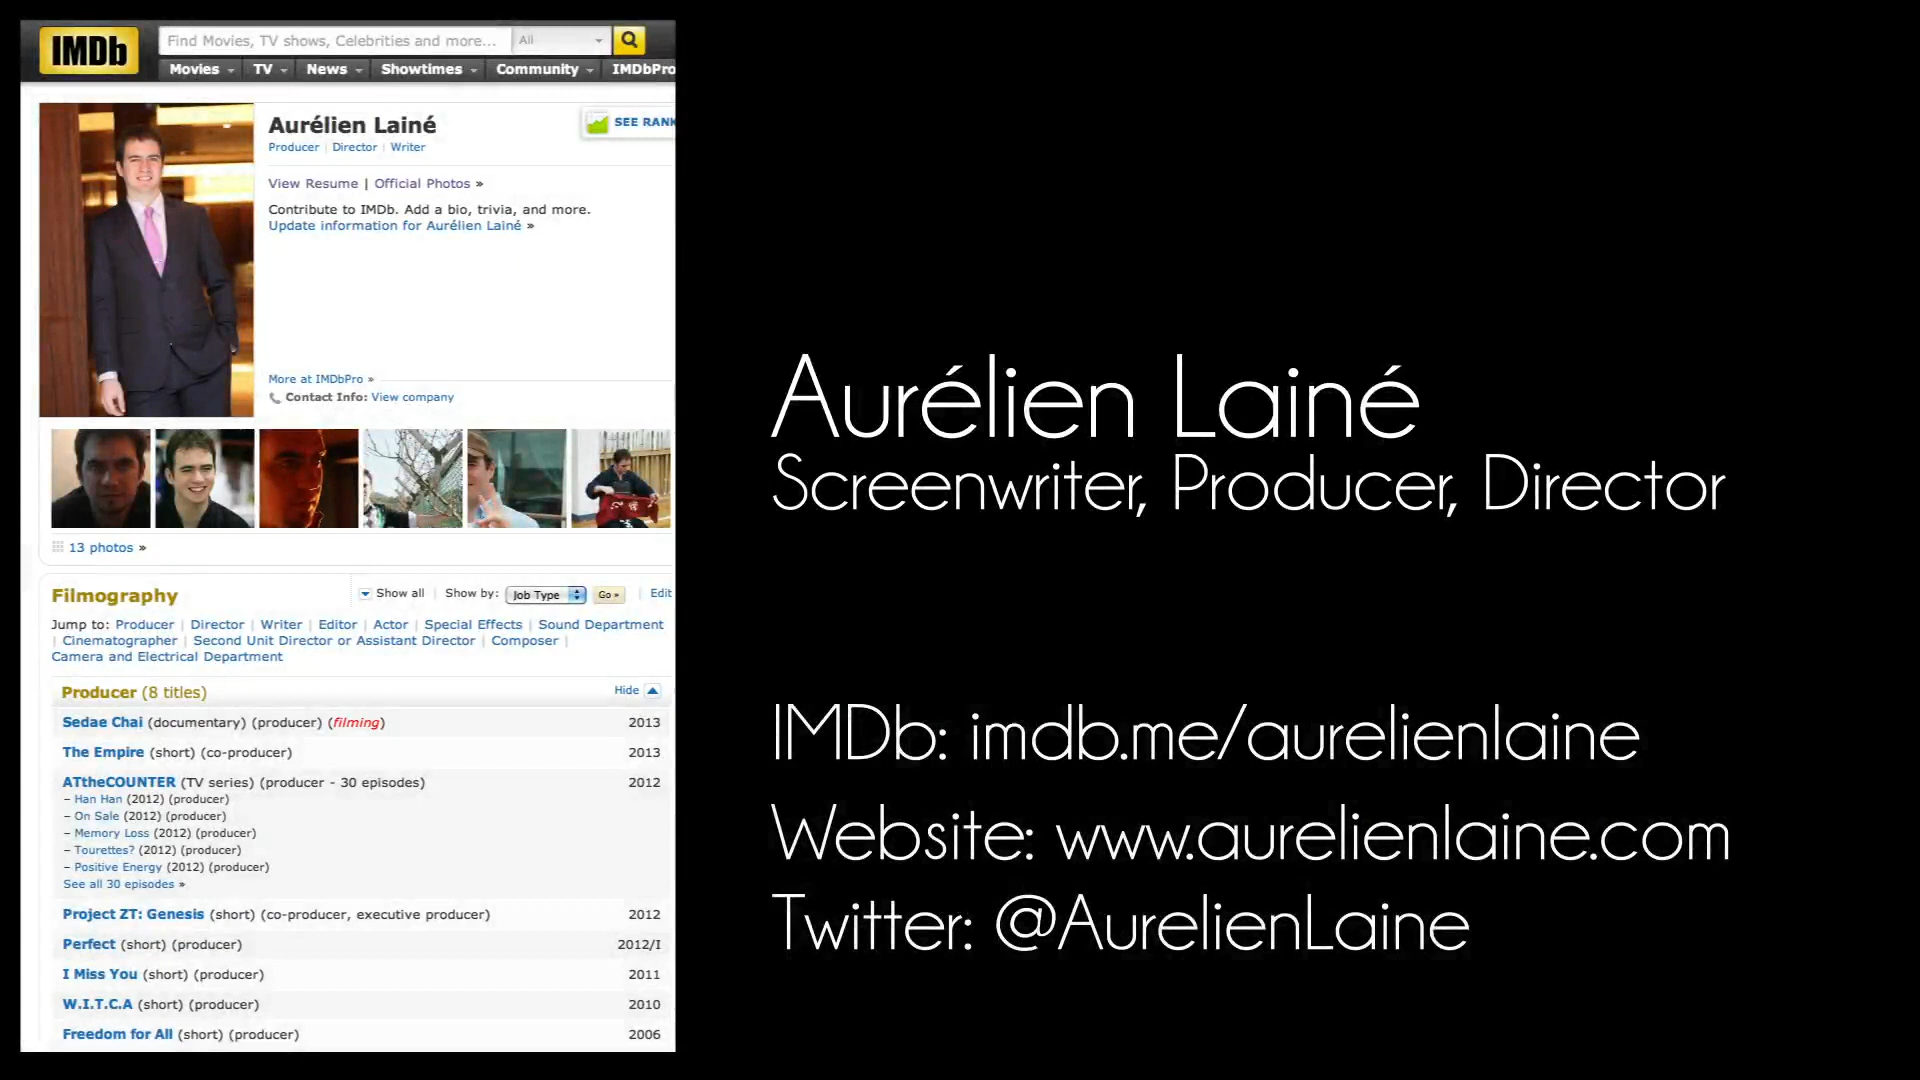 IMDb
Find Movies, TV shows, Celebrities and more...
All
Movies
TV
News
Showtimes
Community
IMDbPro
Aurélien Lainé
SEE RANK
Producer | Director | Writer
View Resume | Official Photos »
Contribute to IMDb. Add a bio, trivia, and more.
Update information for Aurélien Lainé »
More at IMDbPro »
Contact Info: View company
13 photos »
Filmography
Show all | Show by: Job Type Go » | Edit
Jump to: Producer | Director | Writer | Editor | Actor | Special Effects | Sound Department
| Cinematographer | Second Unit Director or Assistant Director | Composer |
Camera and Electrical Department
Producer (8 titles) Hide
Sedae Chai (documentary) (producer) (filming) 2013
The Empire (short) (co-producer) 2013
ATtheCOUNTER (TV series) (producer - 30 episodes) 2012
– Han Han (2012) (producer)
– On Sale (2012) (producer)
– Memory Loss (2012) (producer)
– Tourettes? (2012) (producer)
– Positive Energy (2012) (producer)
See all 30 episodes »
Project ZT: Genesis (short) (co-producer, executive producer) 2012
Perfect (short) (producer) 2012/I
I Miss You (short) (producer) 2011
W.I.T.C.A (short) (producer) 2010
Freedom for All (short) (producer) 2006
Aurélien Lainé
Screenwriter, Producer, Director
IMDb: imdb.me/aurelienlaine
Website: www.aurelienlaine.com
Twitter: @AurelienLaine